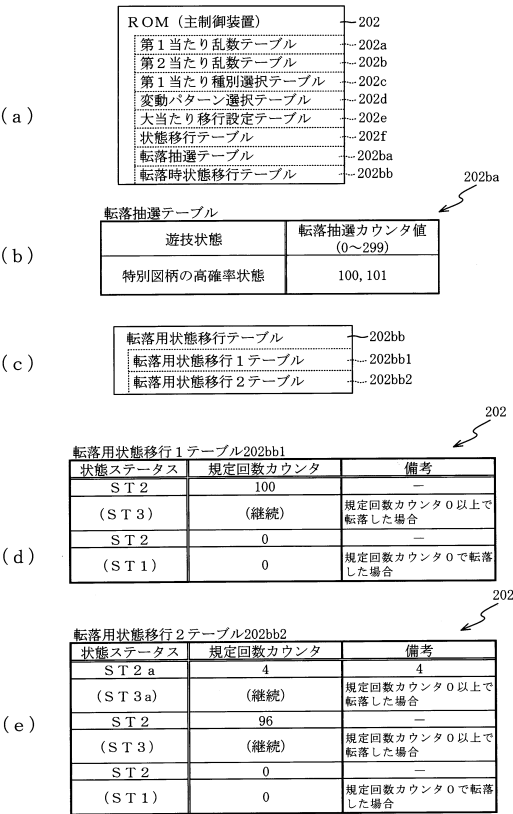 (a)
ROM（主制御装置） 202
第１当たり乱数テーブル 202a
第２当たり乱数テーブル 202b
第１当たり種別選択テーブル 202c
変動パターン選択テーブル 202d
大当たり移行設定テーブル 202e
状態移行テーブル 202f
転落抽選テーブル 202ba
転落時状態移行テーブル 202bb
(b)
202ba
転落抽選テーブル
遊技状態 転落抽選カウンタ値
(0～299)
特別図柄の高確率状態 100,101
(c)
転落用状態移行テーブル 202bb
転落用状態移行１テーブル 202bb1
転落用状態移行２テーブル 202bb2
(d)
202
転落用状態移行１テーブル202bb1
状態ステータス 規定回数カウンタ 備考
ＳＴ２ 100 －
（ＳＴ３） (継続) 規定回数カウンタ０以上で
転落した場合
ＳＴ２ 0 －
（ＳＴ１） 0 規定回数カウンタ０で転落
した場合
(e)
202
転落用状態移行２テーブル202bb2
状態ステータス 規定回数カウンタ 備考
ＳＴ２ａ 4 4
（ＳＴ３ａ） (継続) 規定回数カウンタ０以上で
転落した場合
ＳＴ２ 96 －
（ＳＴ３） (継続) 規定回数カウンタ０以上で
転落した場合
ＳＴ２ 0 －
（ＳＴ１） 0 規定回数カウンタ０で転落
した場合